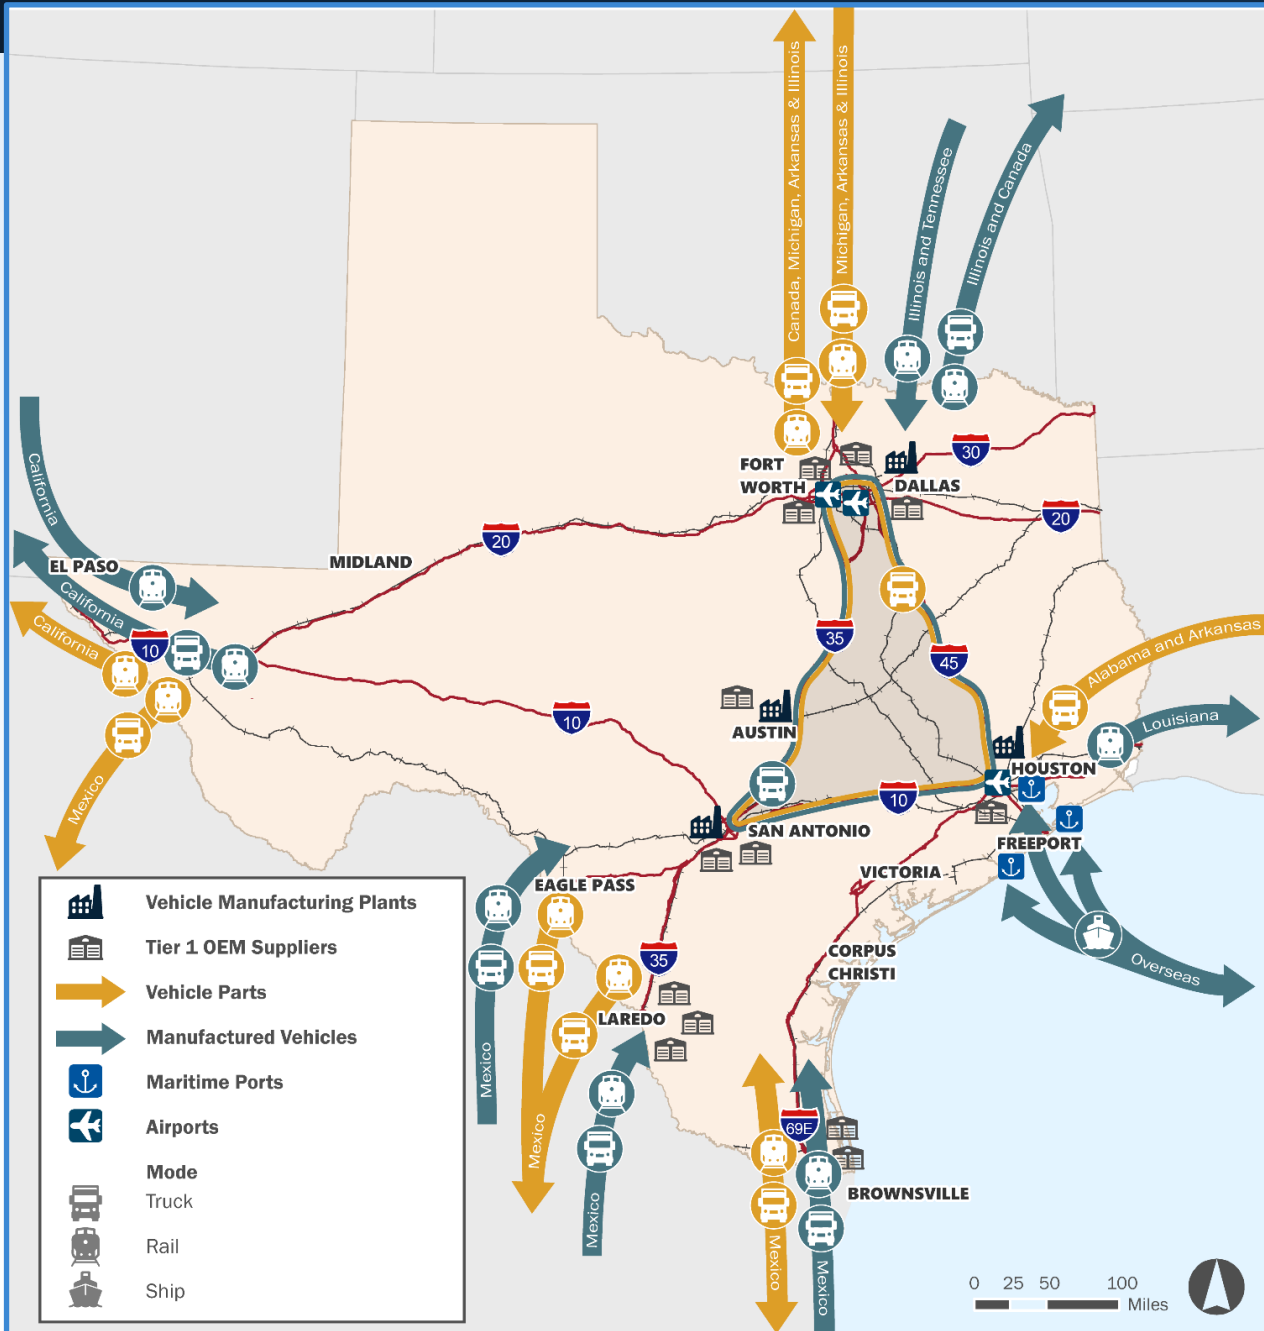 Canada, Michigan, Arkansas & Illinois
Michigan, Arkansas & Illinois
Illinois and Tennessee
Illinois and Canada
California
California
California
EL PASO
10
Mexico
MIDLAND
20
10
FORT
WORTH
DALLAS
30
20
35
45
AUSTIN
10
SAN ANTONIO
Alabama and Arkansas
Louisiana
HOUSTON
FREEPORT
VICTORIA
Overseas
EAGLE PASS
35
CORPUS
CHRISTI
LAREDO
Mexico
Mexico
Mexico
69E
BROWNSVILLE
Mexico
Mexico
Vehicle Manufacturing Plants
Tier 1 OEM Suppliers
Vehicle Parts
Manufactured Vehicles
Maritime Ports
Airports
Mode
Truck
Rail
Ship
0 25 50 100
Miles